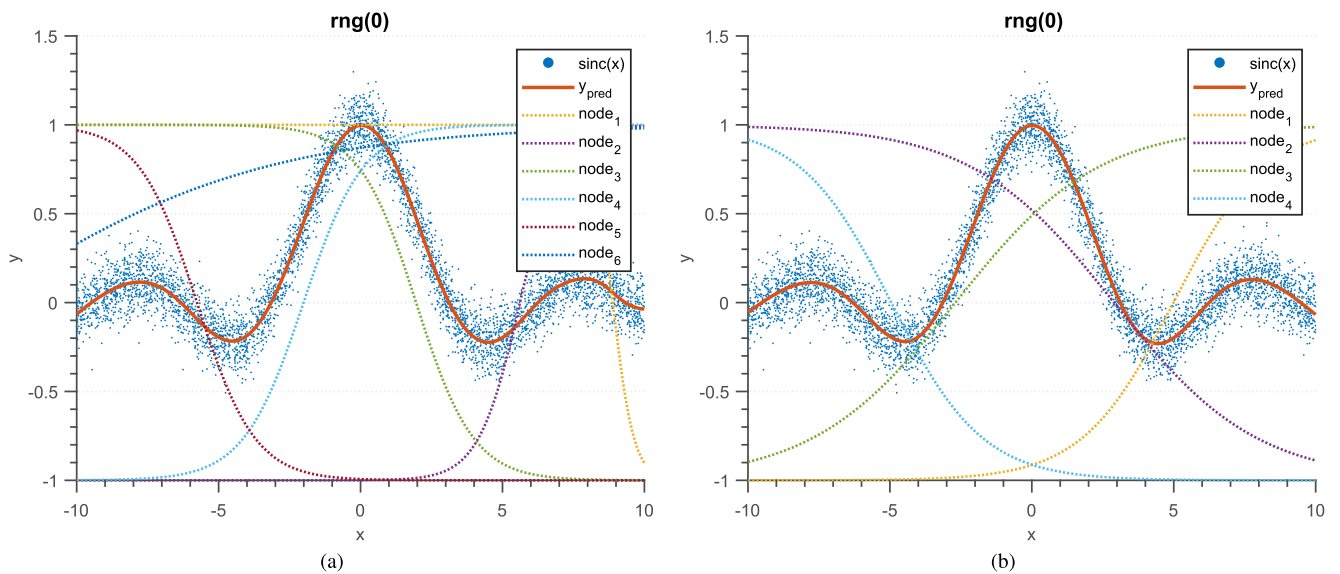 rng(0)
1.5
1
0.5
0
-0.5
-1
y
-10
-5
0
5
10
x
sinc(x)
y_pred
node_1
node_2
node_3
node_4
node_5
node_6
(a)
rng(0)
1.5
1
0.5
0
-0.5
-1
y
-10
-5
0
5
10
x
sinc(x)
y_pred
node_1
node_2
node_3
node_4
(b)